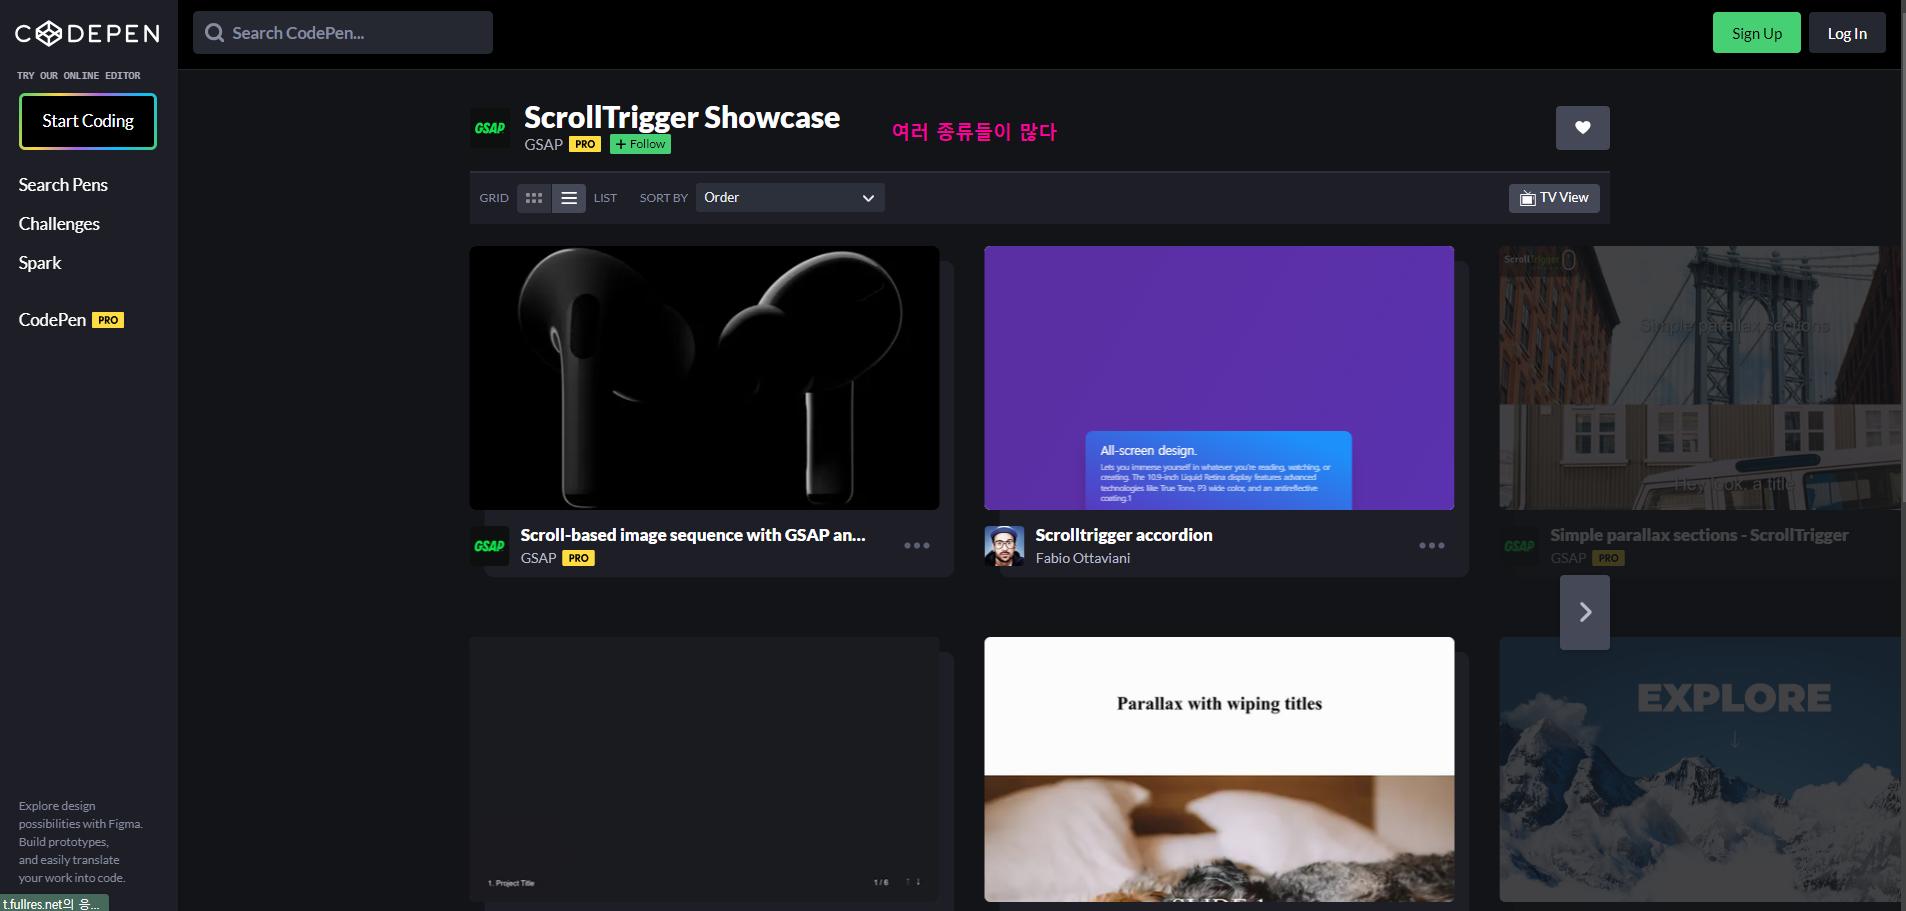 CODEPEN
TRY OUR ONLINE EDITOR
Start Coding
Search Pens
Challenges
Spark
CodePen PRO
Explore design
possibilities with Figma.
Build prototypes,
and easily translate
your work into code.
t.fullres.net의 응...
Search CodePen...
Sign Up
Log In
GSAP
ScrollTrigger Showcase
GSAP PRO + Follow
여러 종류들이 많다
GRID LIST SORT BY Order
TV View
All-screen design.
Lets you immerse yourself in whatever you're reading, watching, or
creating. The 10.9-inch Liquid Retina display features advanced
technologies like True Tone, P3 wide color, and an antireflective
coating.1
ScrollTrigger
Simple parallax sections
Hey look, a title
GSAP
Scroll-based image sequence with GSAP an...
GSAP PRO
Scrolltrigger accordion
Fabio Ottaviani
GSAP
Simple parallax sections - ScrollTrigger
GSAP PRO
1. Project Title
1 / 6
Parallax with wiping titles
SLIDE 1
EXPLORE